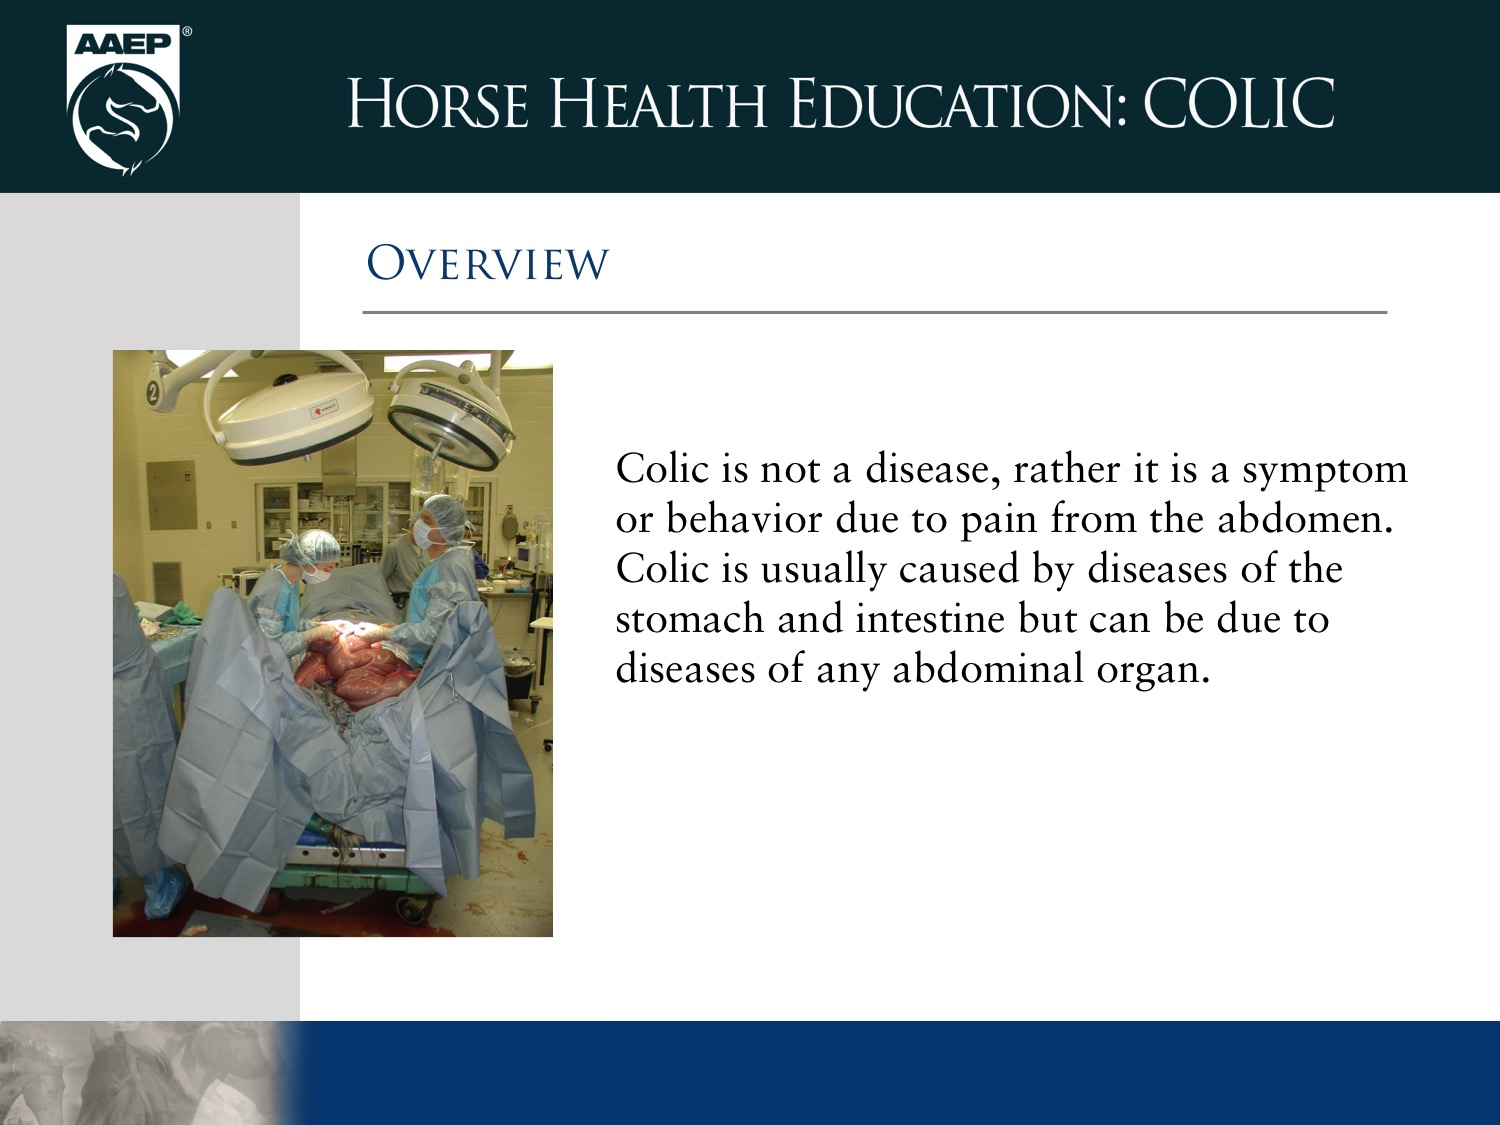 AAEP®
HORSE HEALTH EDUCATION: COLIC
OVERVIEW
2
Colic is not a disease, rather it is a symptom
or behavior due to pain from the abdomen.
Colic is usually caused by diseases of the
stomach and intestine but can be due to
diseases of any abdominal organ.